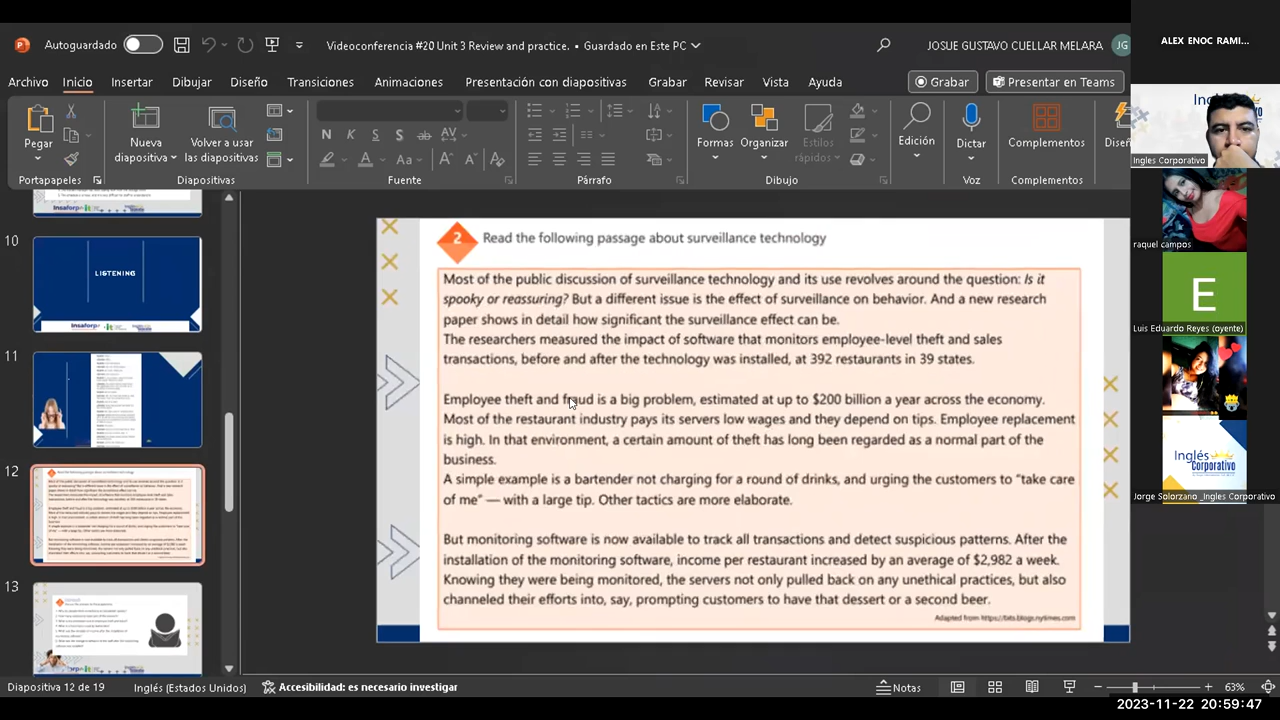 Autoguardado
Videoconferencia #20 Unit 3 Review and practice. • Guardado en Este PC
JOSUE GUSTAVO CUELLAR MELARA
JG
ALEX ENOC RAMI...
Archivo
Inicio
Insertar
Dibujar
Diseño
Transiciones
Animaciones
Presentación con diapositivas
Grabar
Revisar
Vista
Ayuda
Grabar
Presentar en Teams
Pegar
Nueva diapositiva
Volver a usar las diapositivas
Formas
Organizar
Estilos rápidos
Edición
Dictar
Complementos
Portapapeles
Diapositivas
Fuente
Párrafo
Dibujo
Voz
Complementos
Ingles Corporativo
raquel campos
E
Luis Eduardo Reyes (oyente)
Inglés
Corporativo
Jorge Solorzano _Ingles Corporativo
10
LISTENING
Insaforp
11
12
13
2 Read the following passage about surveillance technology
Most of the public discussion of surveillance technology and its use revolves around the question: Is it
spooky or reassuring? But a different issue is the effect of surveillance on behavior. And a new research
paper shows in detail how significant the surveillance effect can be.
The researchers measured the impact of software that monitors employee-level theft and sales
transactions, before and after the technology was installed, at 392 restaurants in 39 states.
Employee theft and fraud is a big problem, estimated at up to $200 billion a year across the economy.
Most of the restaurant industry pays its low wages and they depend on tips. Employee replacement
is high. In that environment, a certain amount of theft has long been regarded as a normal part of the
business.
A simple example is a bartender not charging for a round of drinks, and urging the customers to “take care
of me” — with a large tip. Other tactics are more elaborate.
But monitoring software is now available to track all transactions and detect suspicious patterns. After the
installation of the monitoring software, income per restaurant increased by an average of $2,982 a week.
Knowing they were being monitored, the servers not only pulled back on any unethical practices, but also
channeled their efforts into, say, promoting customers to have that dessert or a second beer.
Adapted from https://bits.blogs.nytimes.com
Diapositiva 12 de 19
Inglés (Estados Unidos)
Accesibilidad: es necesario investigar
Notas
63%
2023-11-22 20:59:47